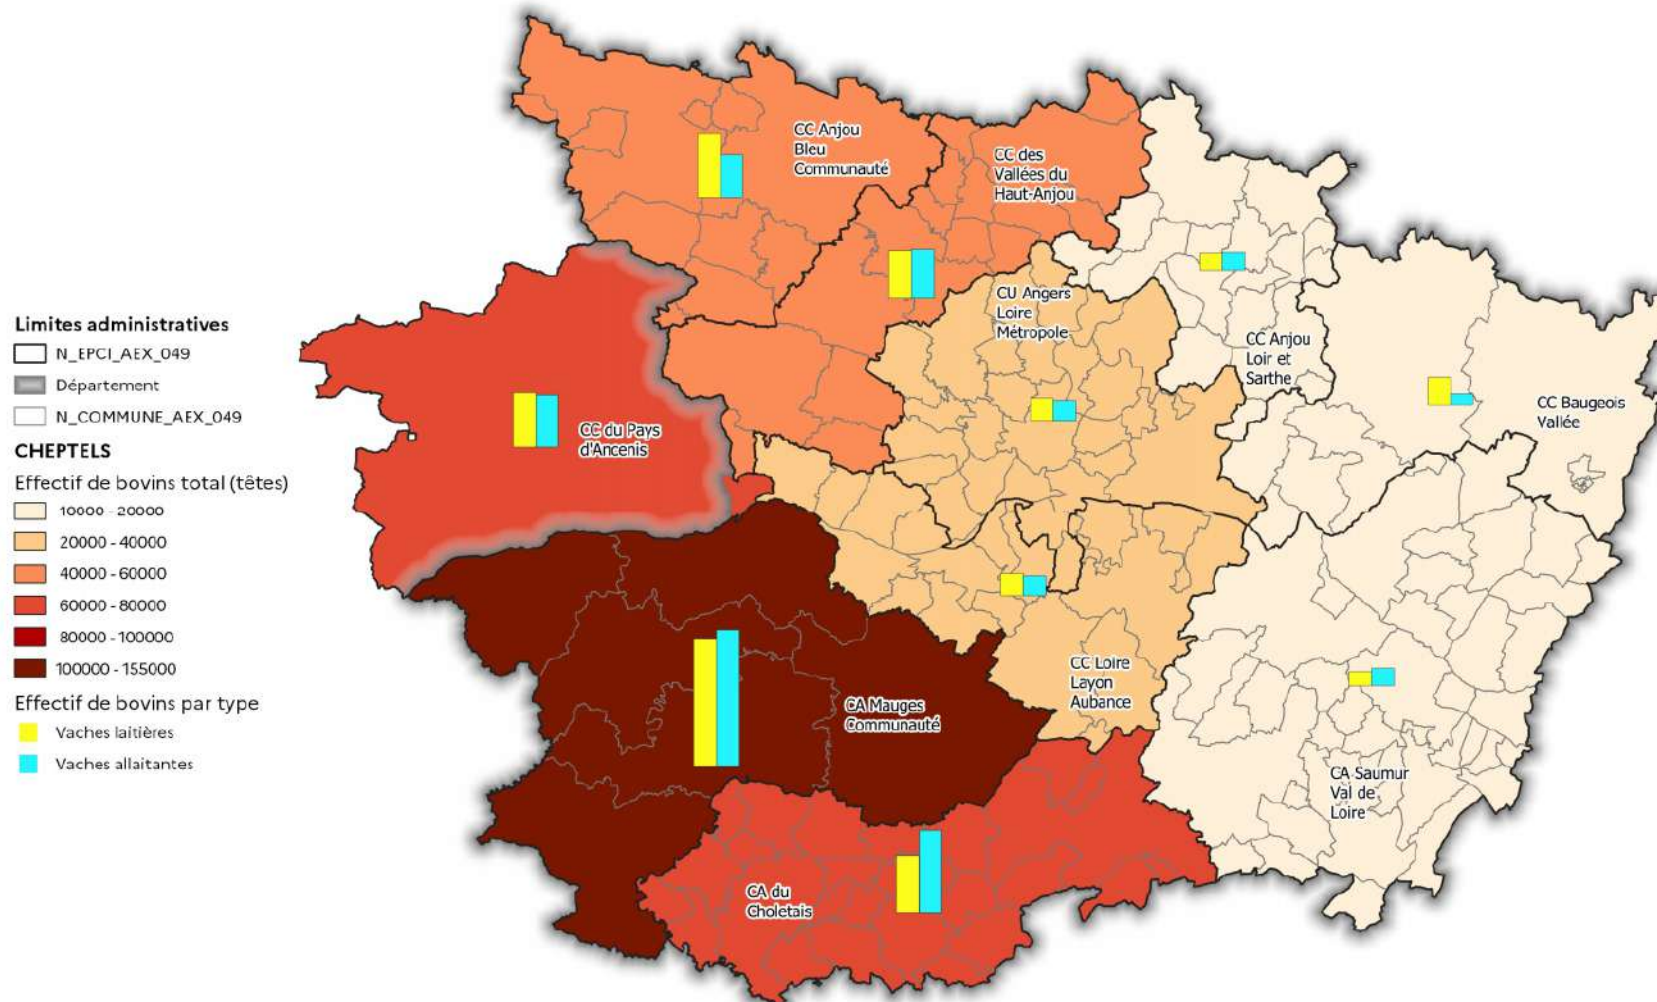 CC Anjou
Bleu
Communauté
CC des
Vallées du
Haut-Anjou
CU Angers
Loire
Métropole
CC Anjou
Loir et
Sarthe
CC Baugeois
Vallée
CC du Pays
d'Ancenis
CC Loire
Layon
Aubance
CA Mauges
Communauté
CA Saumur
Val de
Loire
CA du
Choletais
Limites administratives
N_EPCI_AEX_049
Département
N_COMMUNE_AEX_049
CHEPTELS
Effectif de bovins total (têtes)
10000 - 20000
20000 - 40000
40000 - 60000
60000 - 80000
80000 - 100000
100000 - 155000
Effectif de bovins par type
Vaches laitières
Vaches allaitantes